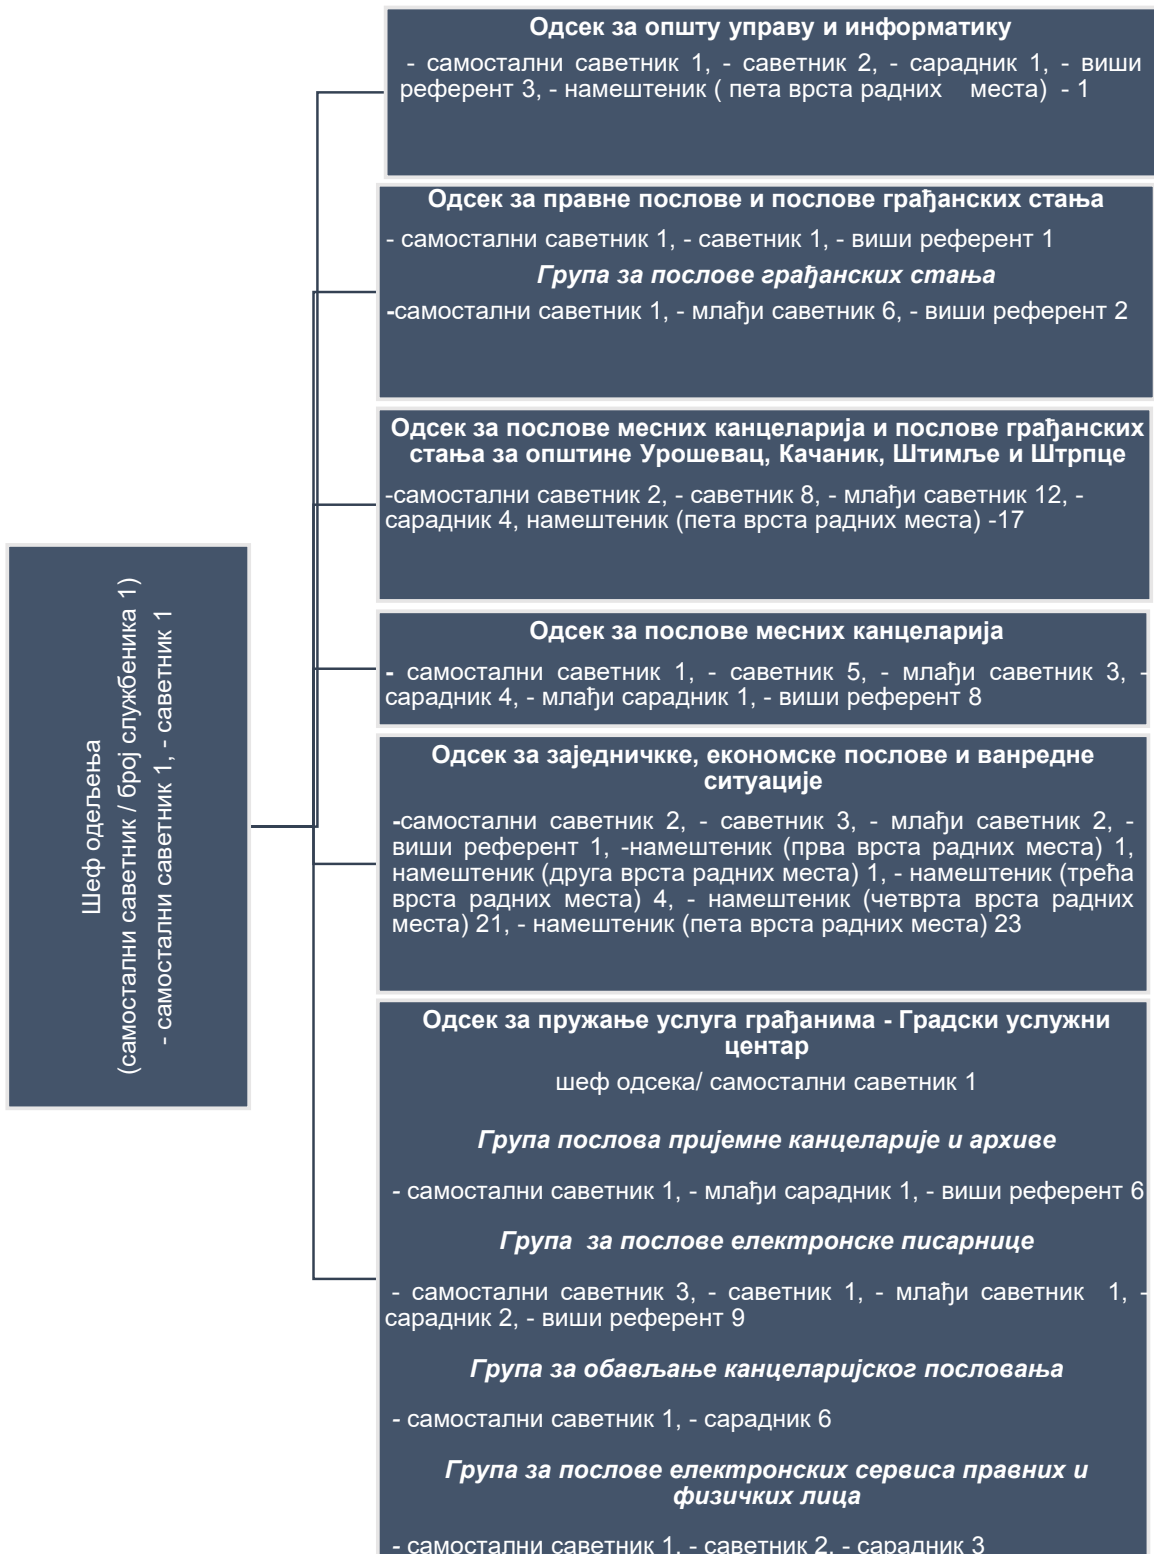 Шеф одељења
(самостални саветник / број службеника 1)
- самостални саветник 1, - саветник 1
Одсек за општу управу и информатику
- самостални саветник 1, - саветник 2, - сарадник 1, - виши
референт 3, - намештеник ( пета врста радних места) - 1
Одсек за правне послове и послове грађанских стања
- самостални саветник 1, - саветник 1, - виши референт 1
Група за послове грађанских стања
-самостални саветник 1, - млађи саветник 6, - виши референт 2
Одсек за послове месних канцеларија и послове грађанских
стања за општине Урошевац, Качаник, Штимље и Штрпце
-самостални саветник 2, - саветник 8, - млађи саветник 12, -
сарадник 4, намештеник (пета врста радних места) -17
Одсек за послове месних канцеларија
- самостални саветник 1, - саветник 5, - млађи саветник 3, -
сарадник 4, - млађи сарадник 1, - виши референт 8
Одсек за заједничкке, економске послове и ванредне
ситуације
-самостални саветник 2, - саветник 3, - млађи саветник 2, -
виши референт 1, -намештеник (прва врста радних места) 1,
намештеник (друга врста радних места) 1, - намештеник (трећа
врста радних места) 4, - намештеник (четврта врста радних
места) 21, - намештеник (пета врста радних места) 23
Одсек за пружање услуга грађанима - Градски услужни
центар
шеф одсека/ самостални саветник 1
Група послова пријемне канцеларије и архиве
- самостални саветник 1, - млађи сарадник 1, - виши референт 6
Група за послове електронске писарнице
- самостални саветник 3, - саветник 1, - млађи саветник 1, -
сарадник 2, - виши референт 9
Група за обављање канцеларијског пословања
- самостални саветник 1, - сарадник 6
Група за послове електронских сервиса правних и
физичких лица
- самостални саветник 1, - саветник 2, - сарадник 3